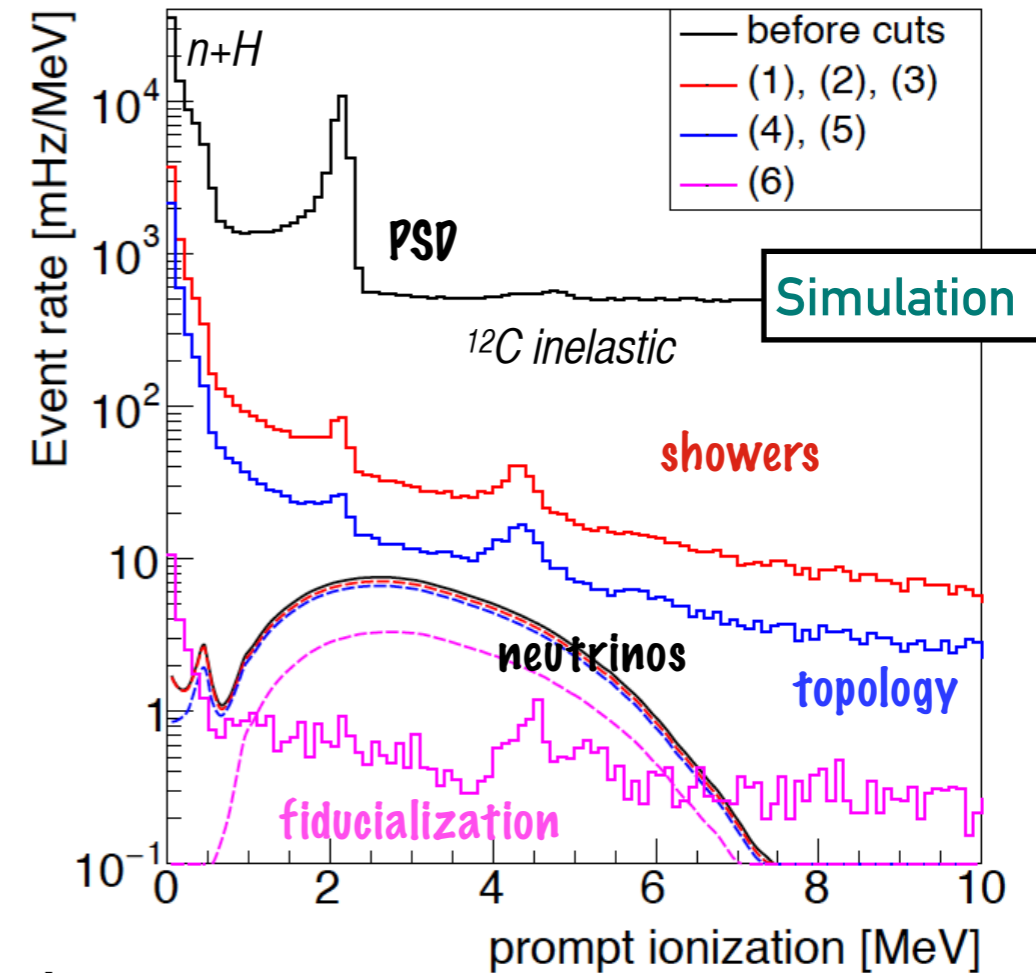 n+H
before cuts
(1), (2), (3)
(4), (5)
(6)
PSD
Simulation
¹²C inelastic
showers
neutrinos
topology
fiducialization
Event rate [mHz/MeV]
10⁴
10³
10²
10
1
10⁻¹
0 2 4 6 8 10
prompt ionization [MeV]